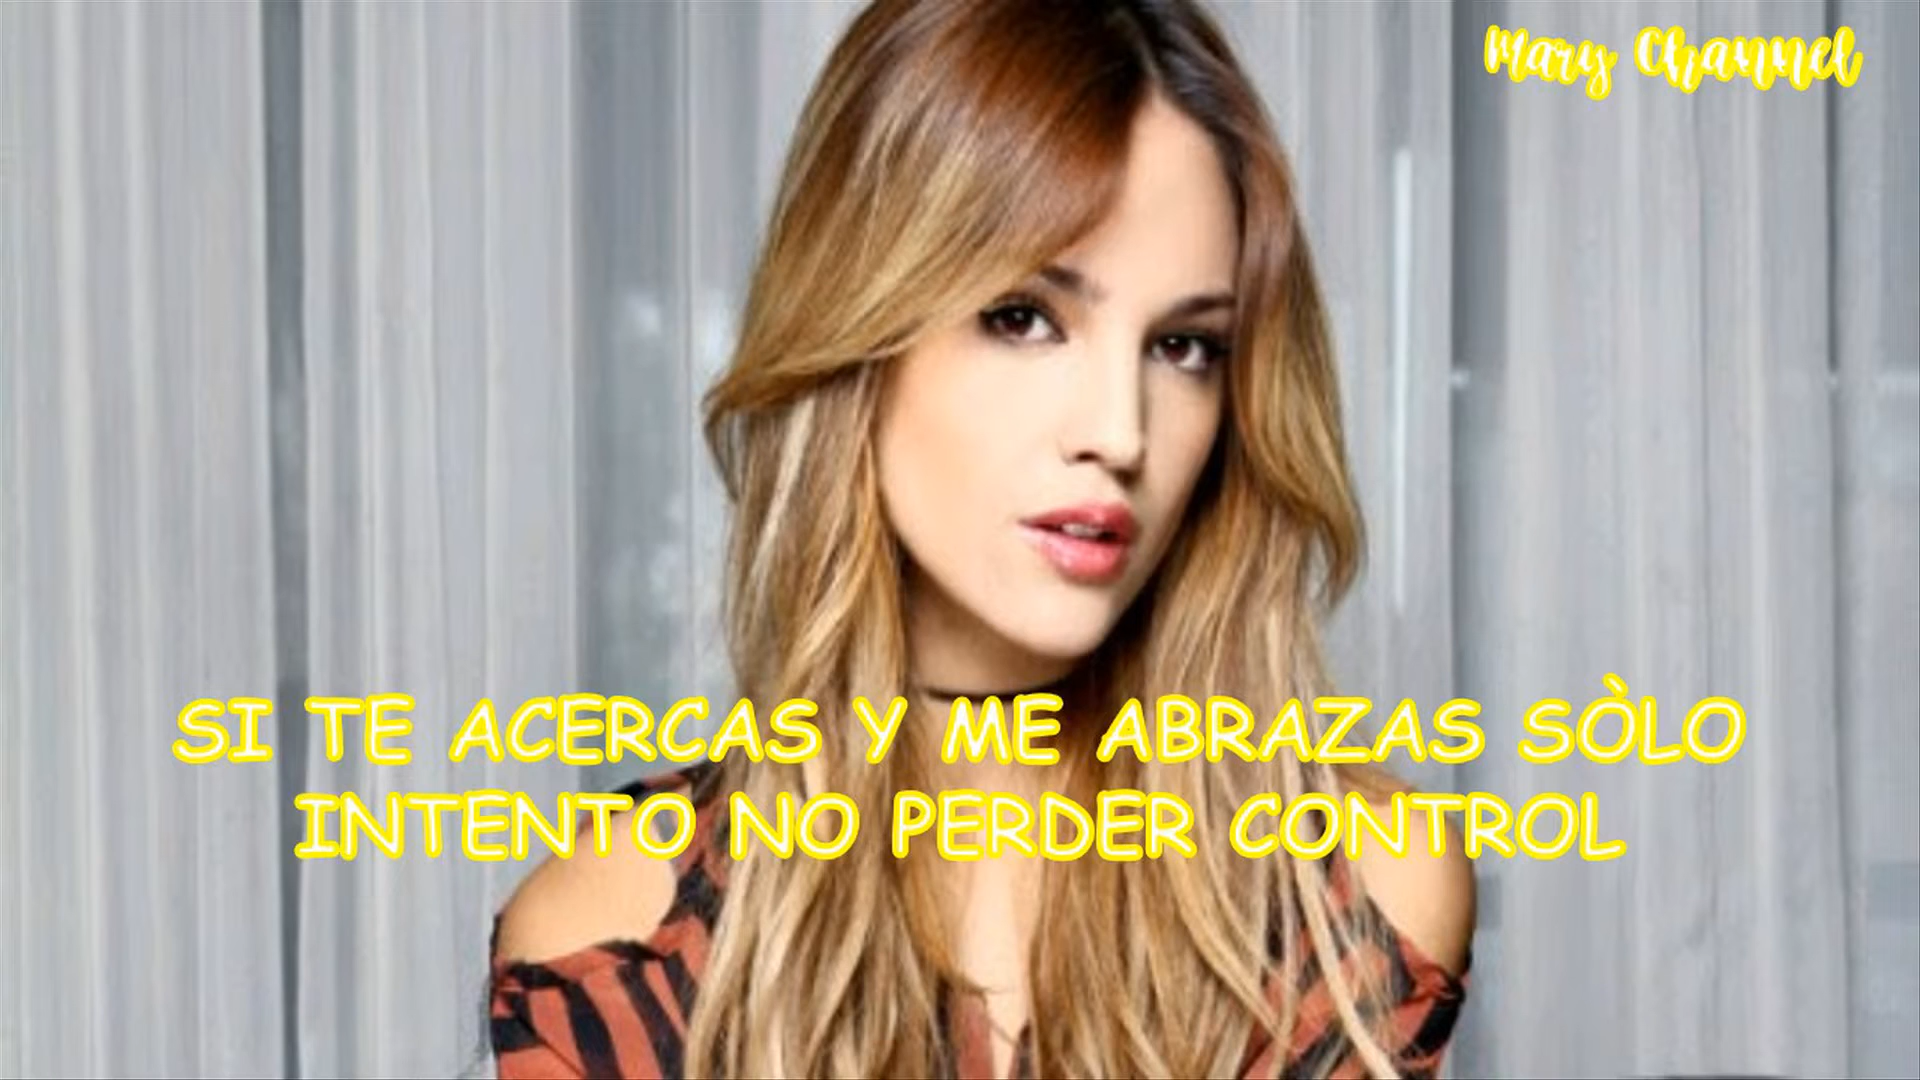 Mary Channel
SI TE ACERCAS Y ME ABRAZAS SÒLO
INTENTO NO PERDER CONTROL